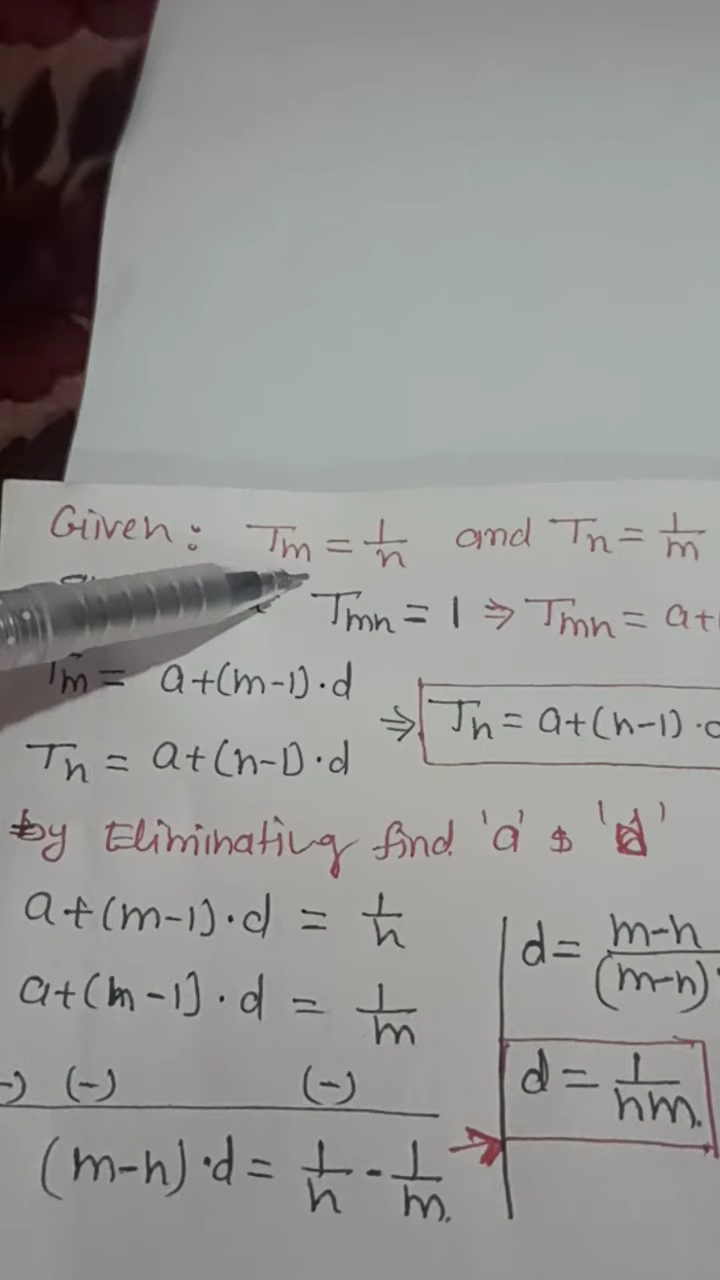 Given: Tm = 1/n and Tn = 1/m
Tmn = 1 ⇒ Tmn = a+
Tm = a+(m-1)·d
⇒ Tn = a+(n-1)·d
Tn = a+(n-1)·d
by Eliminating find 'a' & 'd'
a+(m-1)·d = 1/n
a+(n-1)·d = 1/m
(-) (-) (-)
(m-n)·d = 1/n - 1/m.
d = m-n/(m-n)
d = 1/nm.